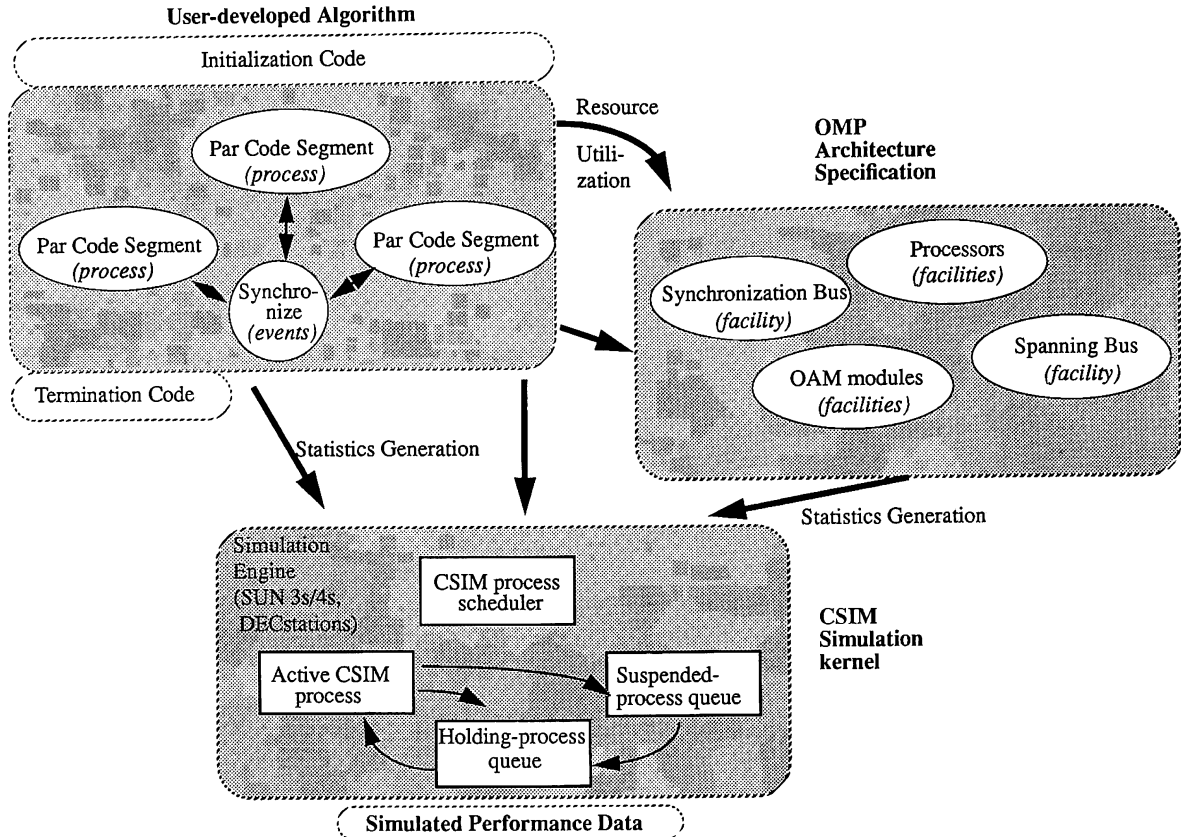 User-developed Algorithm
Initialization Code
Par Code Segment
(process)
Par Code Segment
(process)
Par Code Segment
(process)
Synchro-
nize
(events)
Termination Code
Resource
Utili-
zation
OMP
Architecture
Specification
Processors
(facilities)
Synchronization Bus
(facility)
Spanning Bus
(facility)
OAM modules
(facilities)
Statistics Generation
Statistics Generation
Simulation
Engine
(SUN 3s/4s,
DECstations)
CSIM process
scheduler
CSIM
Simulation
kernel
Active CSIM
process
Suspended-
process queue
Holding-process
queue
Simulated Performance Data